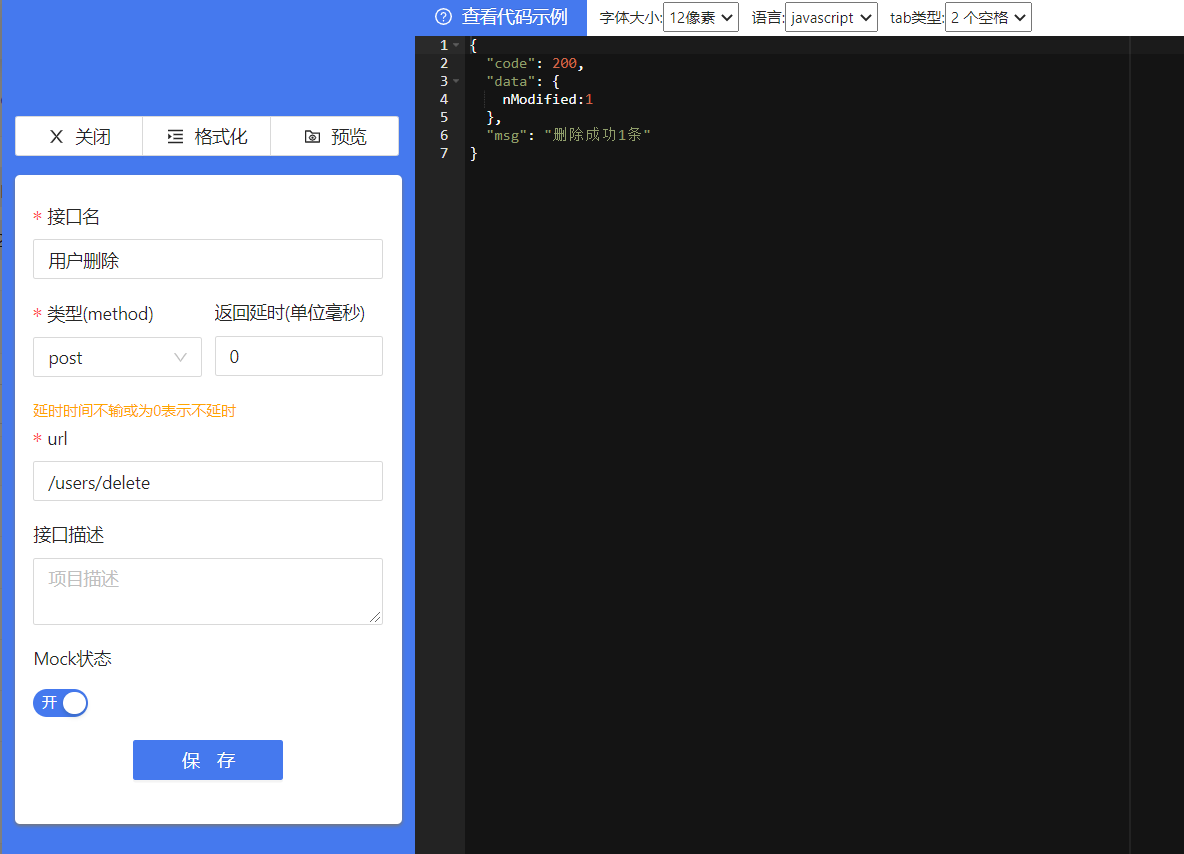 查看代码示例 字体大小: 12像素 语言: javascript tab类型: 2 个空格
关闭 格式化 预览
* 接口名
用户删除
* 类型(method) 返回延时(单位毫秒)
post 0
延时时间不输或为0表示不延时
* url
/users/delete
接口描述
项目描述
Mock状态
开
保 存
1 {
2 "code": 200,
3 "data": {
4 nModified:1
5 },
6 "msg": "删除成功1条"
7 }